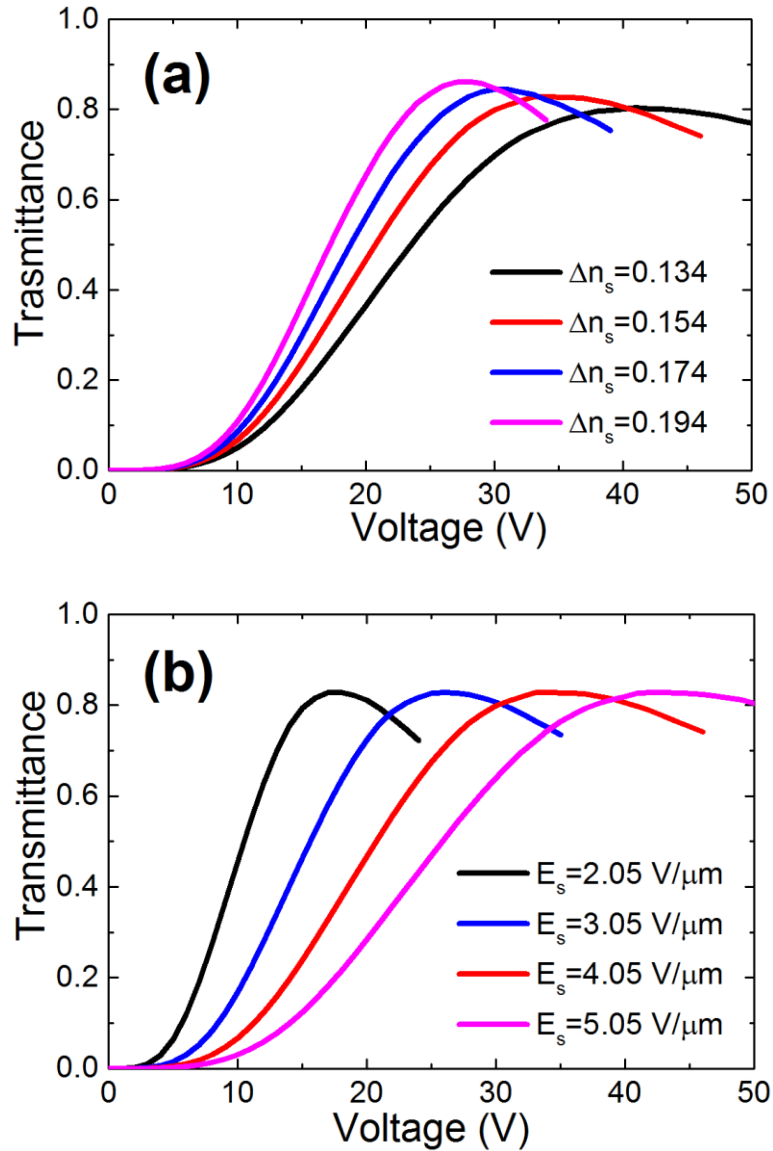 (a)
Trasmittance
1.0
0.8
0.6
0.4
0.2
0.0
Δns=0.134
Δns=0.154
Δns=0.174
Δns=0.194
0 10 20 30 40 50
Voltage (V)
(b)
Transmittance
1.0
0.8
0.6
0.4
0.2
0.0
Es=2.05 V/μm
Es=3.05 V/μm
Es=4.05 V/μm
Es=5.05 V/μm
0 10 20 30 40 50
Voltage (V)